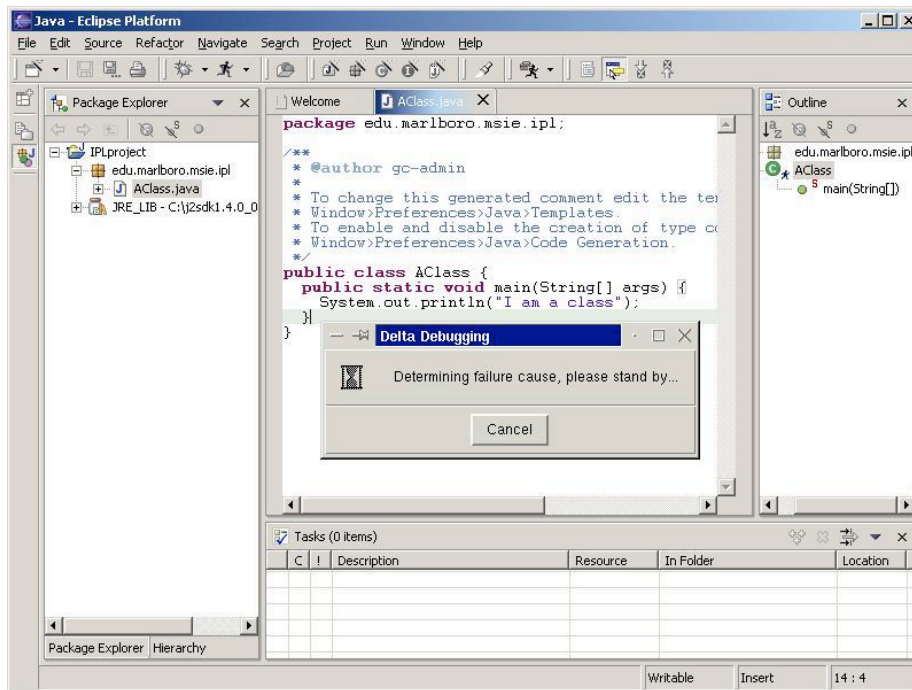 Java - Eclipse Platform
File Edit Source Refactor Navigate Search Project Run Window Help
Package Explorer
IPLproject
edu.marlboro.msie.ipl
AClass.java
JRE_LIB - C:\j2sdk1.4.0_0
Package Explorer Hierarchy
Welcome AClass.java
package edu.marlboro.msie.ipl;
/**
* @author gc-admin
*
* To change this generated comment edit the ter
* Window>Preferences>Java>Templates.
* To enable and disable the creation of type co
* Window>Preferences>Java>Code Generation.
*/
public class AClass {
public static void main(String[] args) {
System.out.println("I am a class");
}
}
Delta Debugging
Determining failure cause, please stand by...
Cancel
Outline
edu.marlboro.msie.ipl
AClass
main(String[])
Tasks (0 items)
C ! Description Resource In Folder Location
Writable Insert 14 : 4